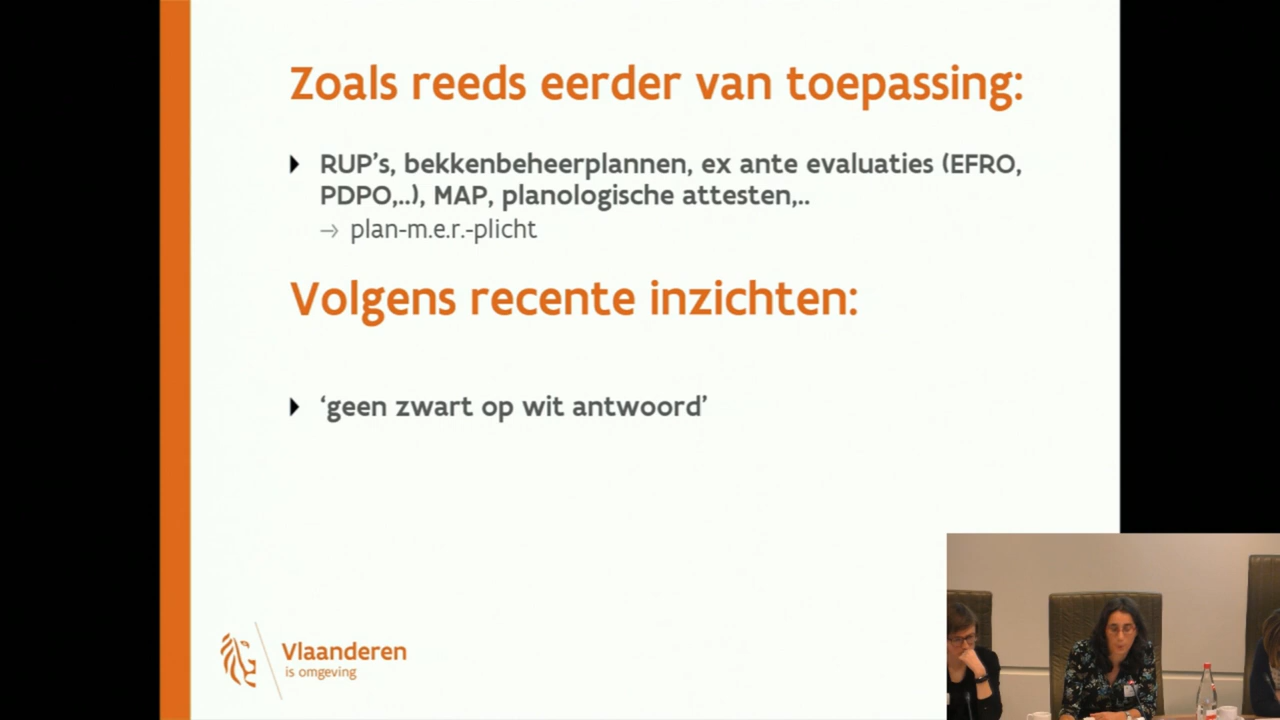 Zoals reeds eerder van toepassing:
RUP’s, bekkenbeheerplannen, ex ante evaluaties (EFRO,
PDPO,..), MAP, planologische attesten,..
→ plan-m.e.r.-plicht
Volgens recente inzichten:
‘geen zwart op wit antwoord’
Vlaanderen
is omgeving